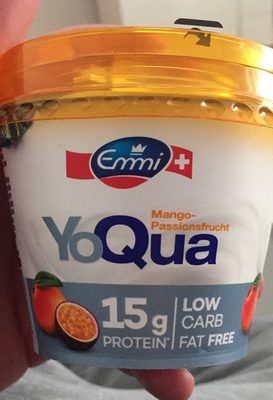 Emmi
Mango-
Passionsfrucht
YoQua
15g
PROTEIN*
LOW
CARB
FAT FREE